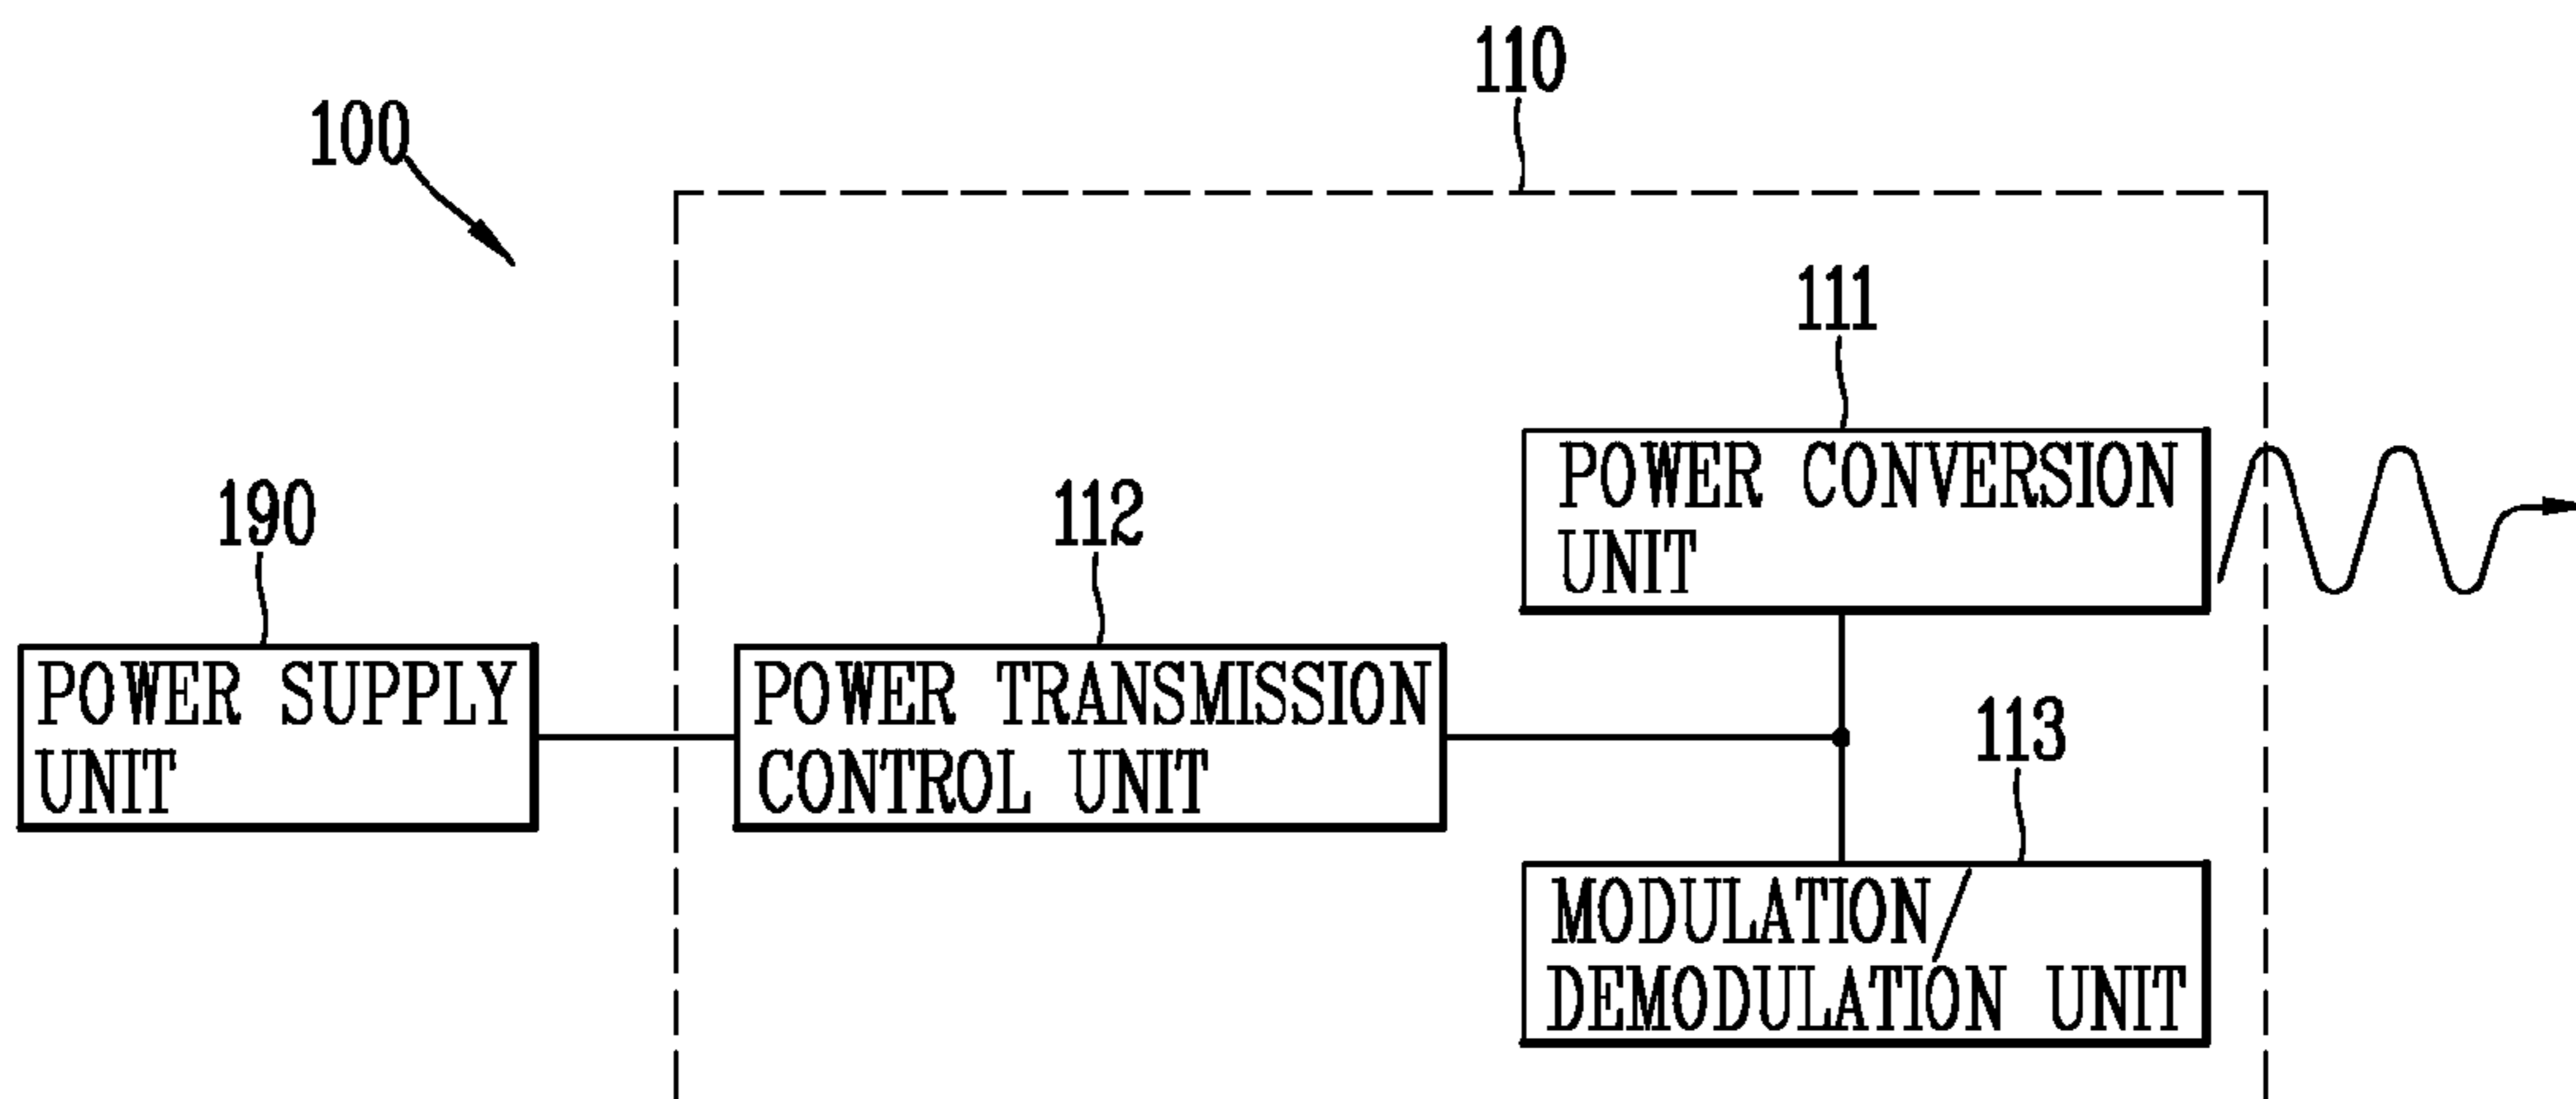 110
100
111
POWER CONVERSION
UNIT
190
112
POWER SUPPLY
UNIT
POWER TRANSMISSION
CONTROL UNIT
113
MODULATION/
DEMODULATION UNIT